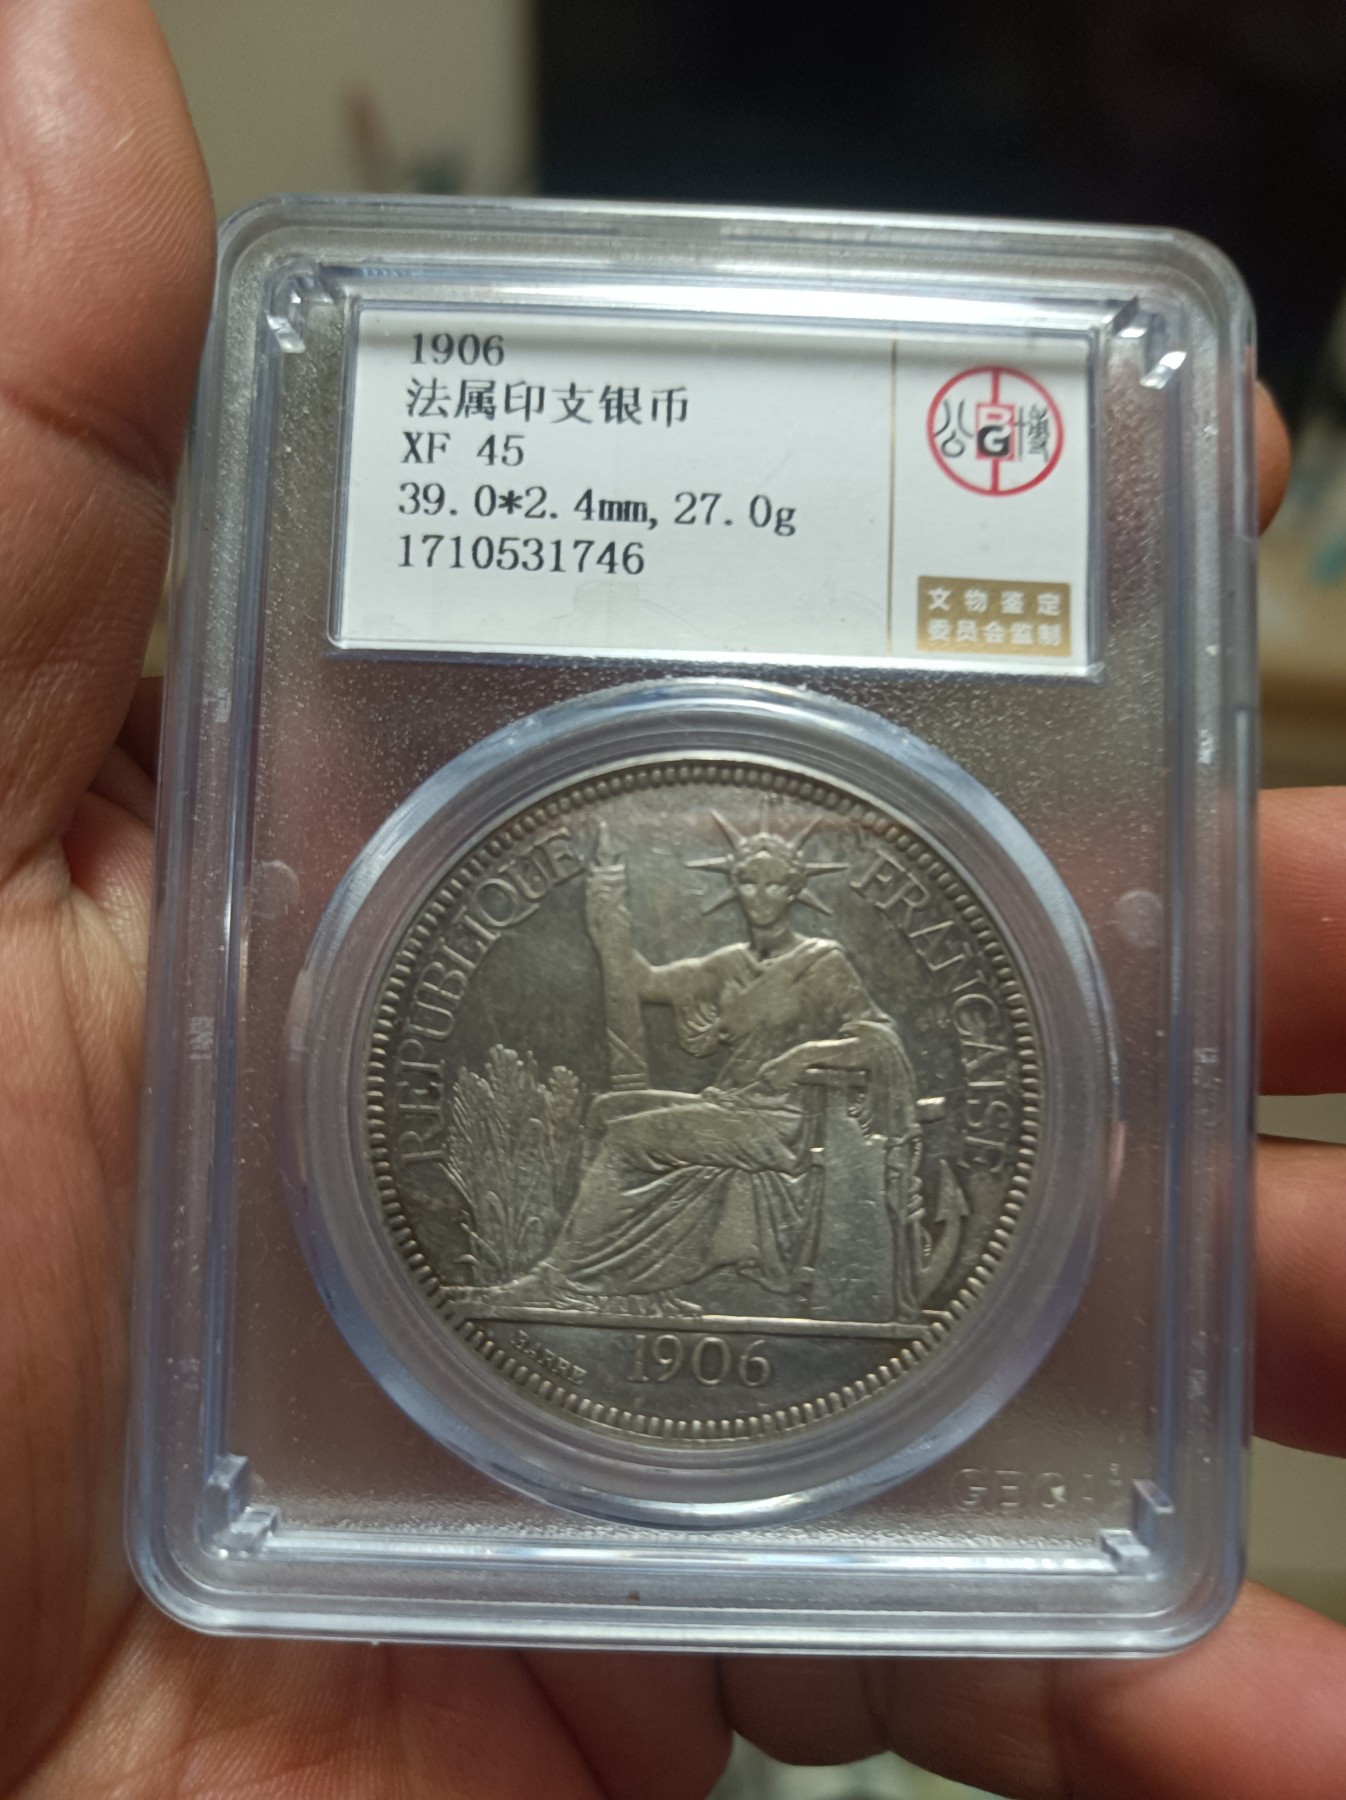 1906
法属印支银币
XF 45
39.0*2.4mm,27.0g
1710531746
公博
G
文物鉴定
委员会监制
REPUBLIQUE FRANÇAISE
BARRE
1906